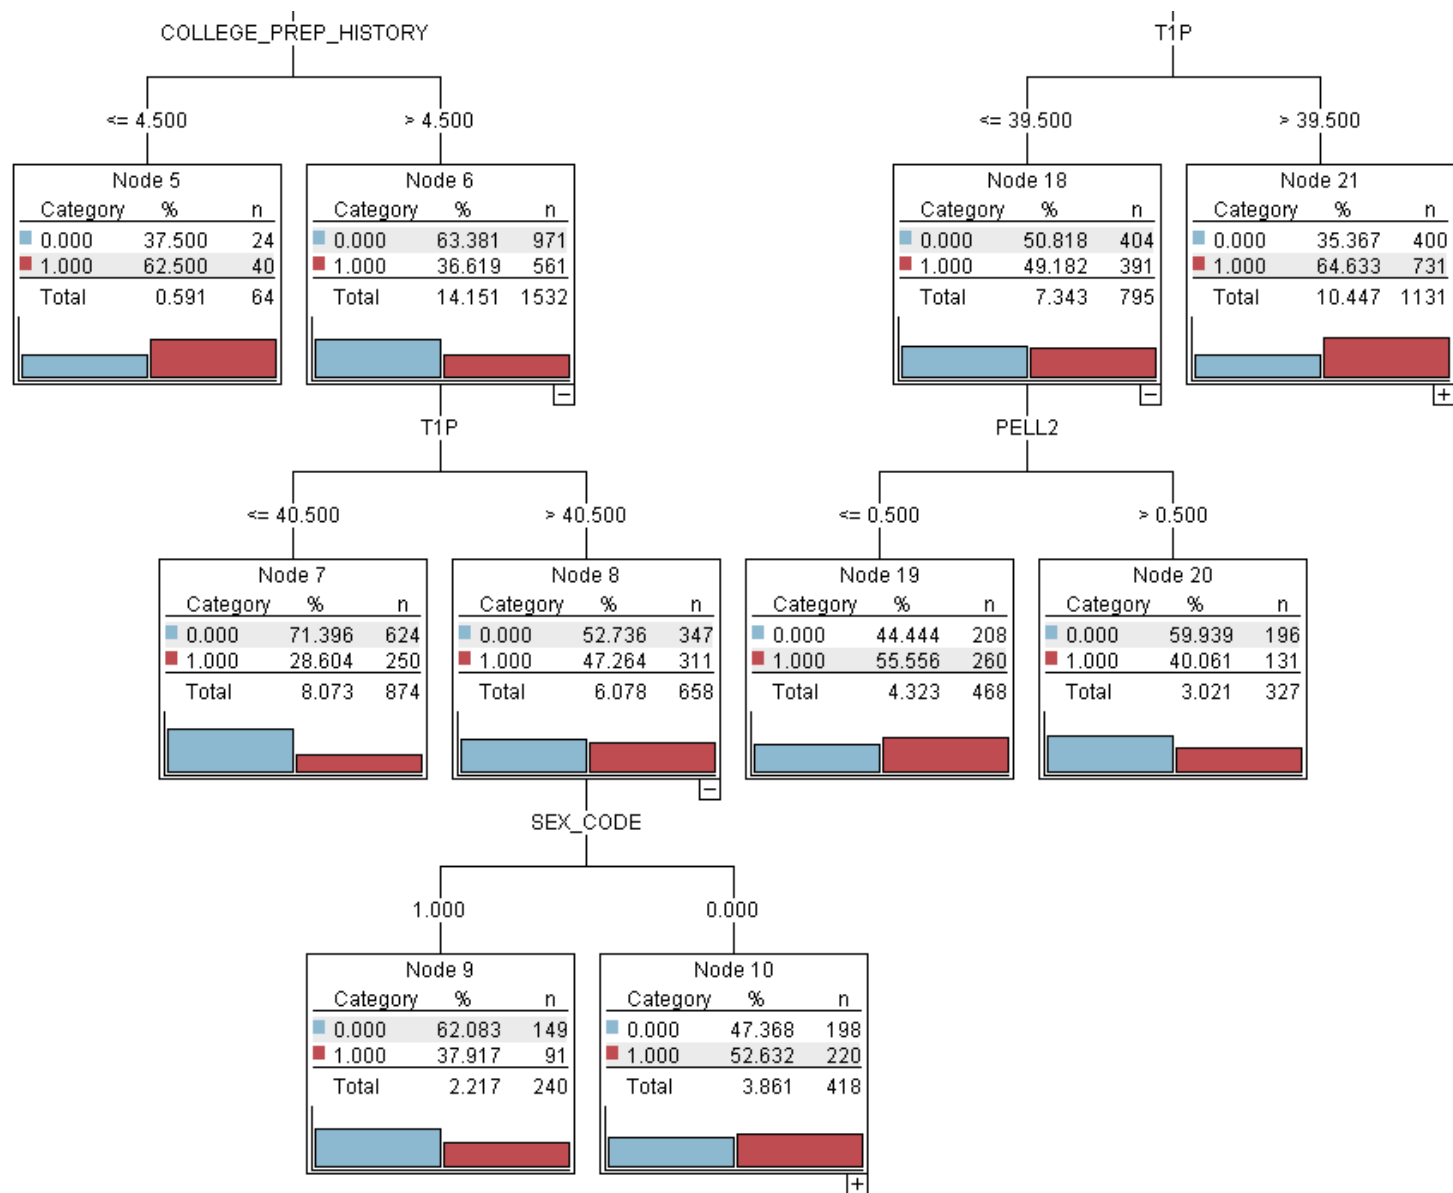 COLLEGE_PREP_HISTORY
T1P
<= 4.500
> 4.500
<= 39.500
> 39.500
Node 5
Category % n
0.000 37.500 24
1.000 62.500 40
Total 0.591 64
Node 6
Category % n
0.000 63.381 971
1.000 36.619 561
Total 14.151 1532
Node 18
Category % n
0.000 50.818 404
1.000 49.182 391
Total 7.343 795
Node 21
Category % n
0.000 35.367 400
1.000 64.633 731
Total 10.447 1131
T1P
PELL2
<= 40.500
> 40.500
<= 0.500
> 0.500
Node 7
Category % n
0.000 71.396 624
1.000 28.604 250
Total 8.073 874
Node 8
Category % n
0.000 52.736 347
1.000 47.264 311
Total 6.078 658
Node 19
Category % n
0.000 44.444 208
1.000 55.556 260
Total 4.323 468
Node 20
Category % n
0.000 59.939 196
1.000 40.061 131
Total 3.021 327
SEX_CODE
1.000
0.000
Node 9
Category % n
0.000 62.083 149
1.000 37.917 91
Total 2.217 240
Node 10
Category % n
0.000 47.368 198
1.000 52.632 220
Total 3.861 418